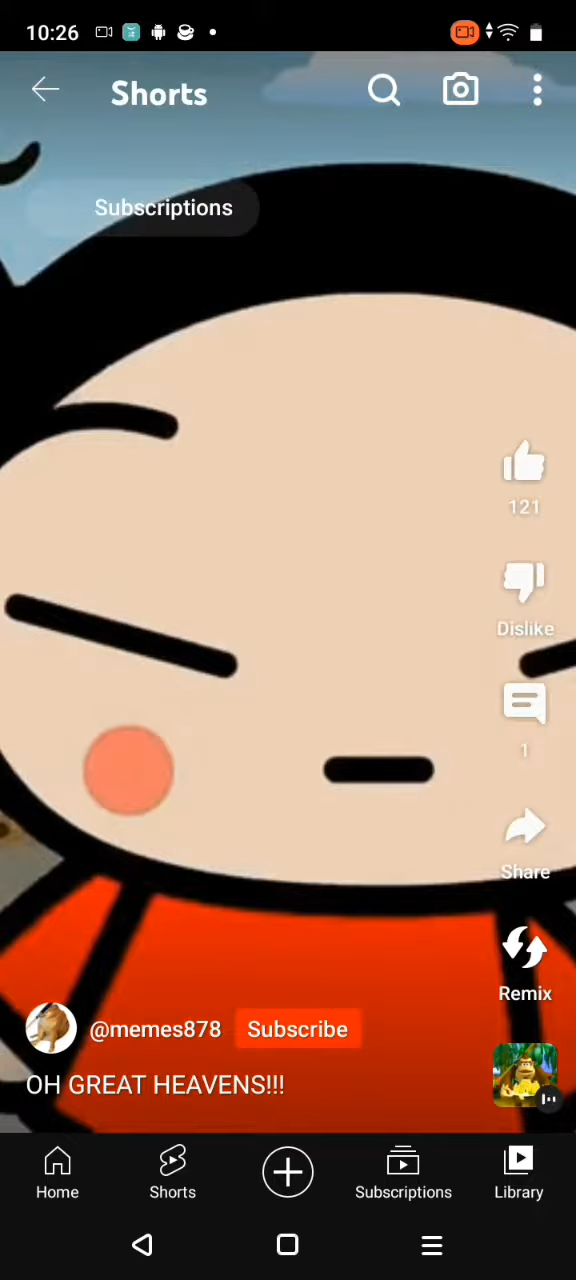 10:26
Shorts
Subscriptions
121
Dislike
1
Share
Remix
@memes878 Subscribe
OH GREAT HEAVENS!!!
Home Shorts Subscriptions Library